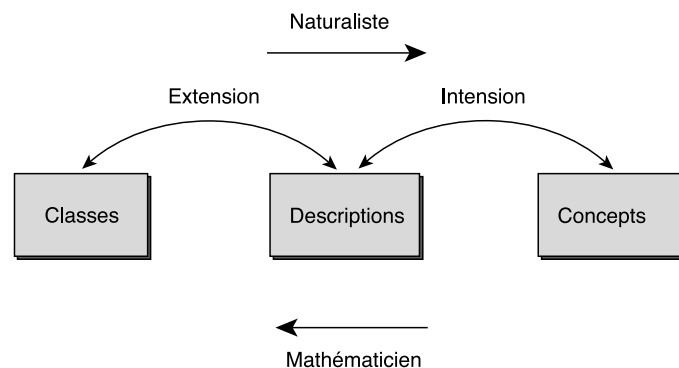 Naturaliste
Extension
Intension
Classes
Descriptions
Concepts
Mathématicien